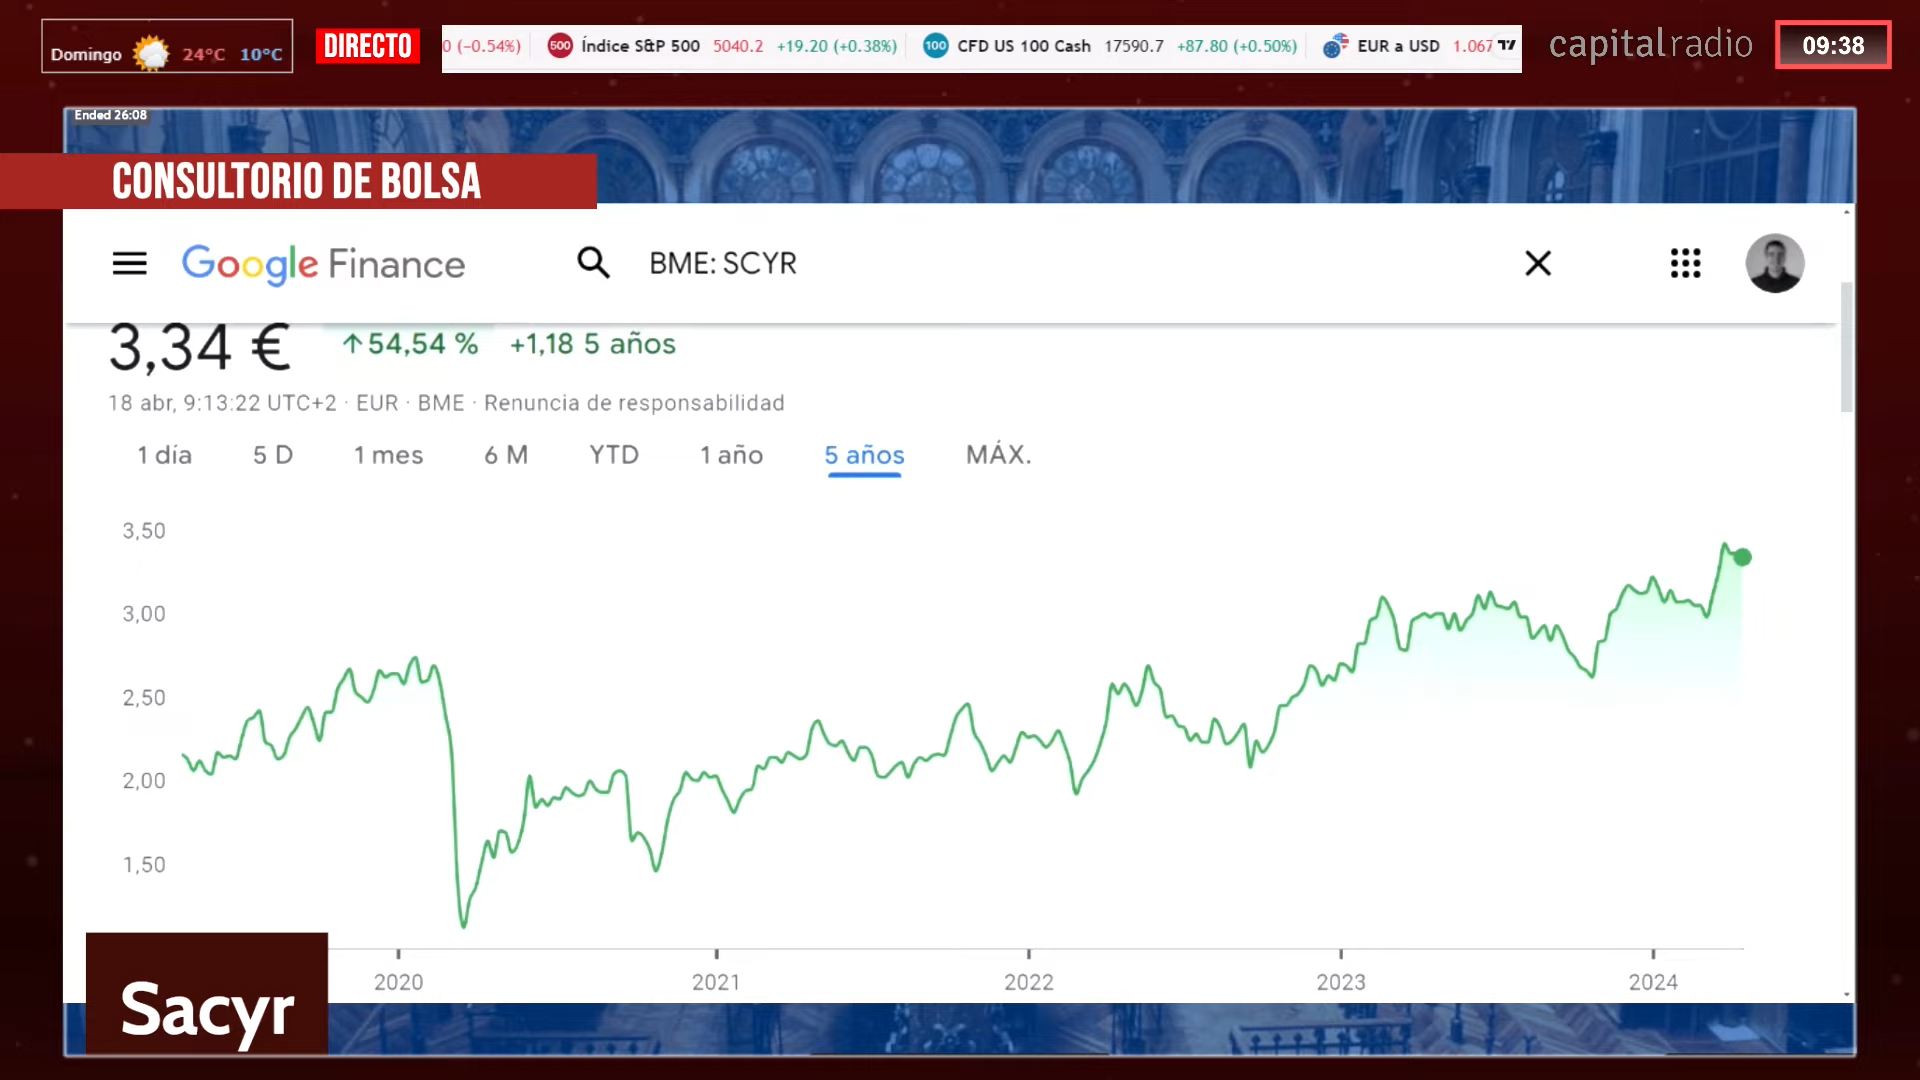 Domingo 24°C 10°C
DIRECTO
0 (−0.54%) 500 Índice S&P 500 5040.2 +19.20 (+0.38%) 100 CFD US 100 Cash 17590.7 +87.80 (+0.50%) EUR a USD 1.067
capitalradio
09:38
Ended 26:08
CONSULTORIO DE BOLSA
Google Finance
BME: SCYR
3,34 € ↑54,54 % +1,18 5 años
18 abr, 9:13:22 UTC+2 · EUR · BME · Renuncia de responsabilidad
1 día 5 D 1 mes 6 M YTD 1 año 5 años MÁX.
3,50
3,00
2,50
2,00
1,50
2020 2021 2022 2023 2024
Sacyr